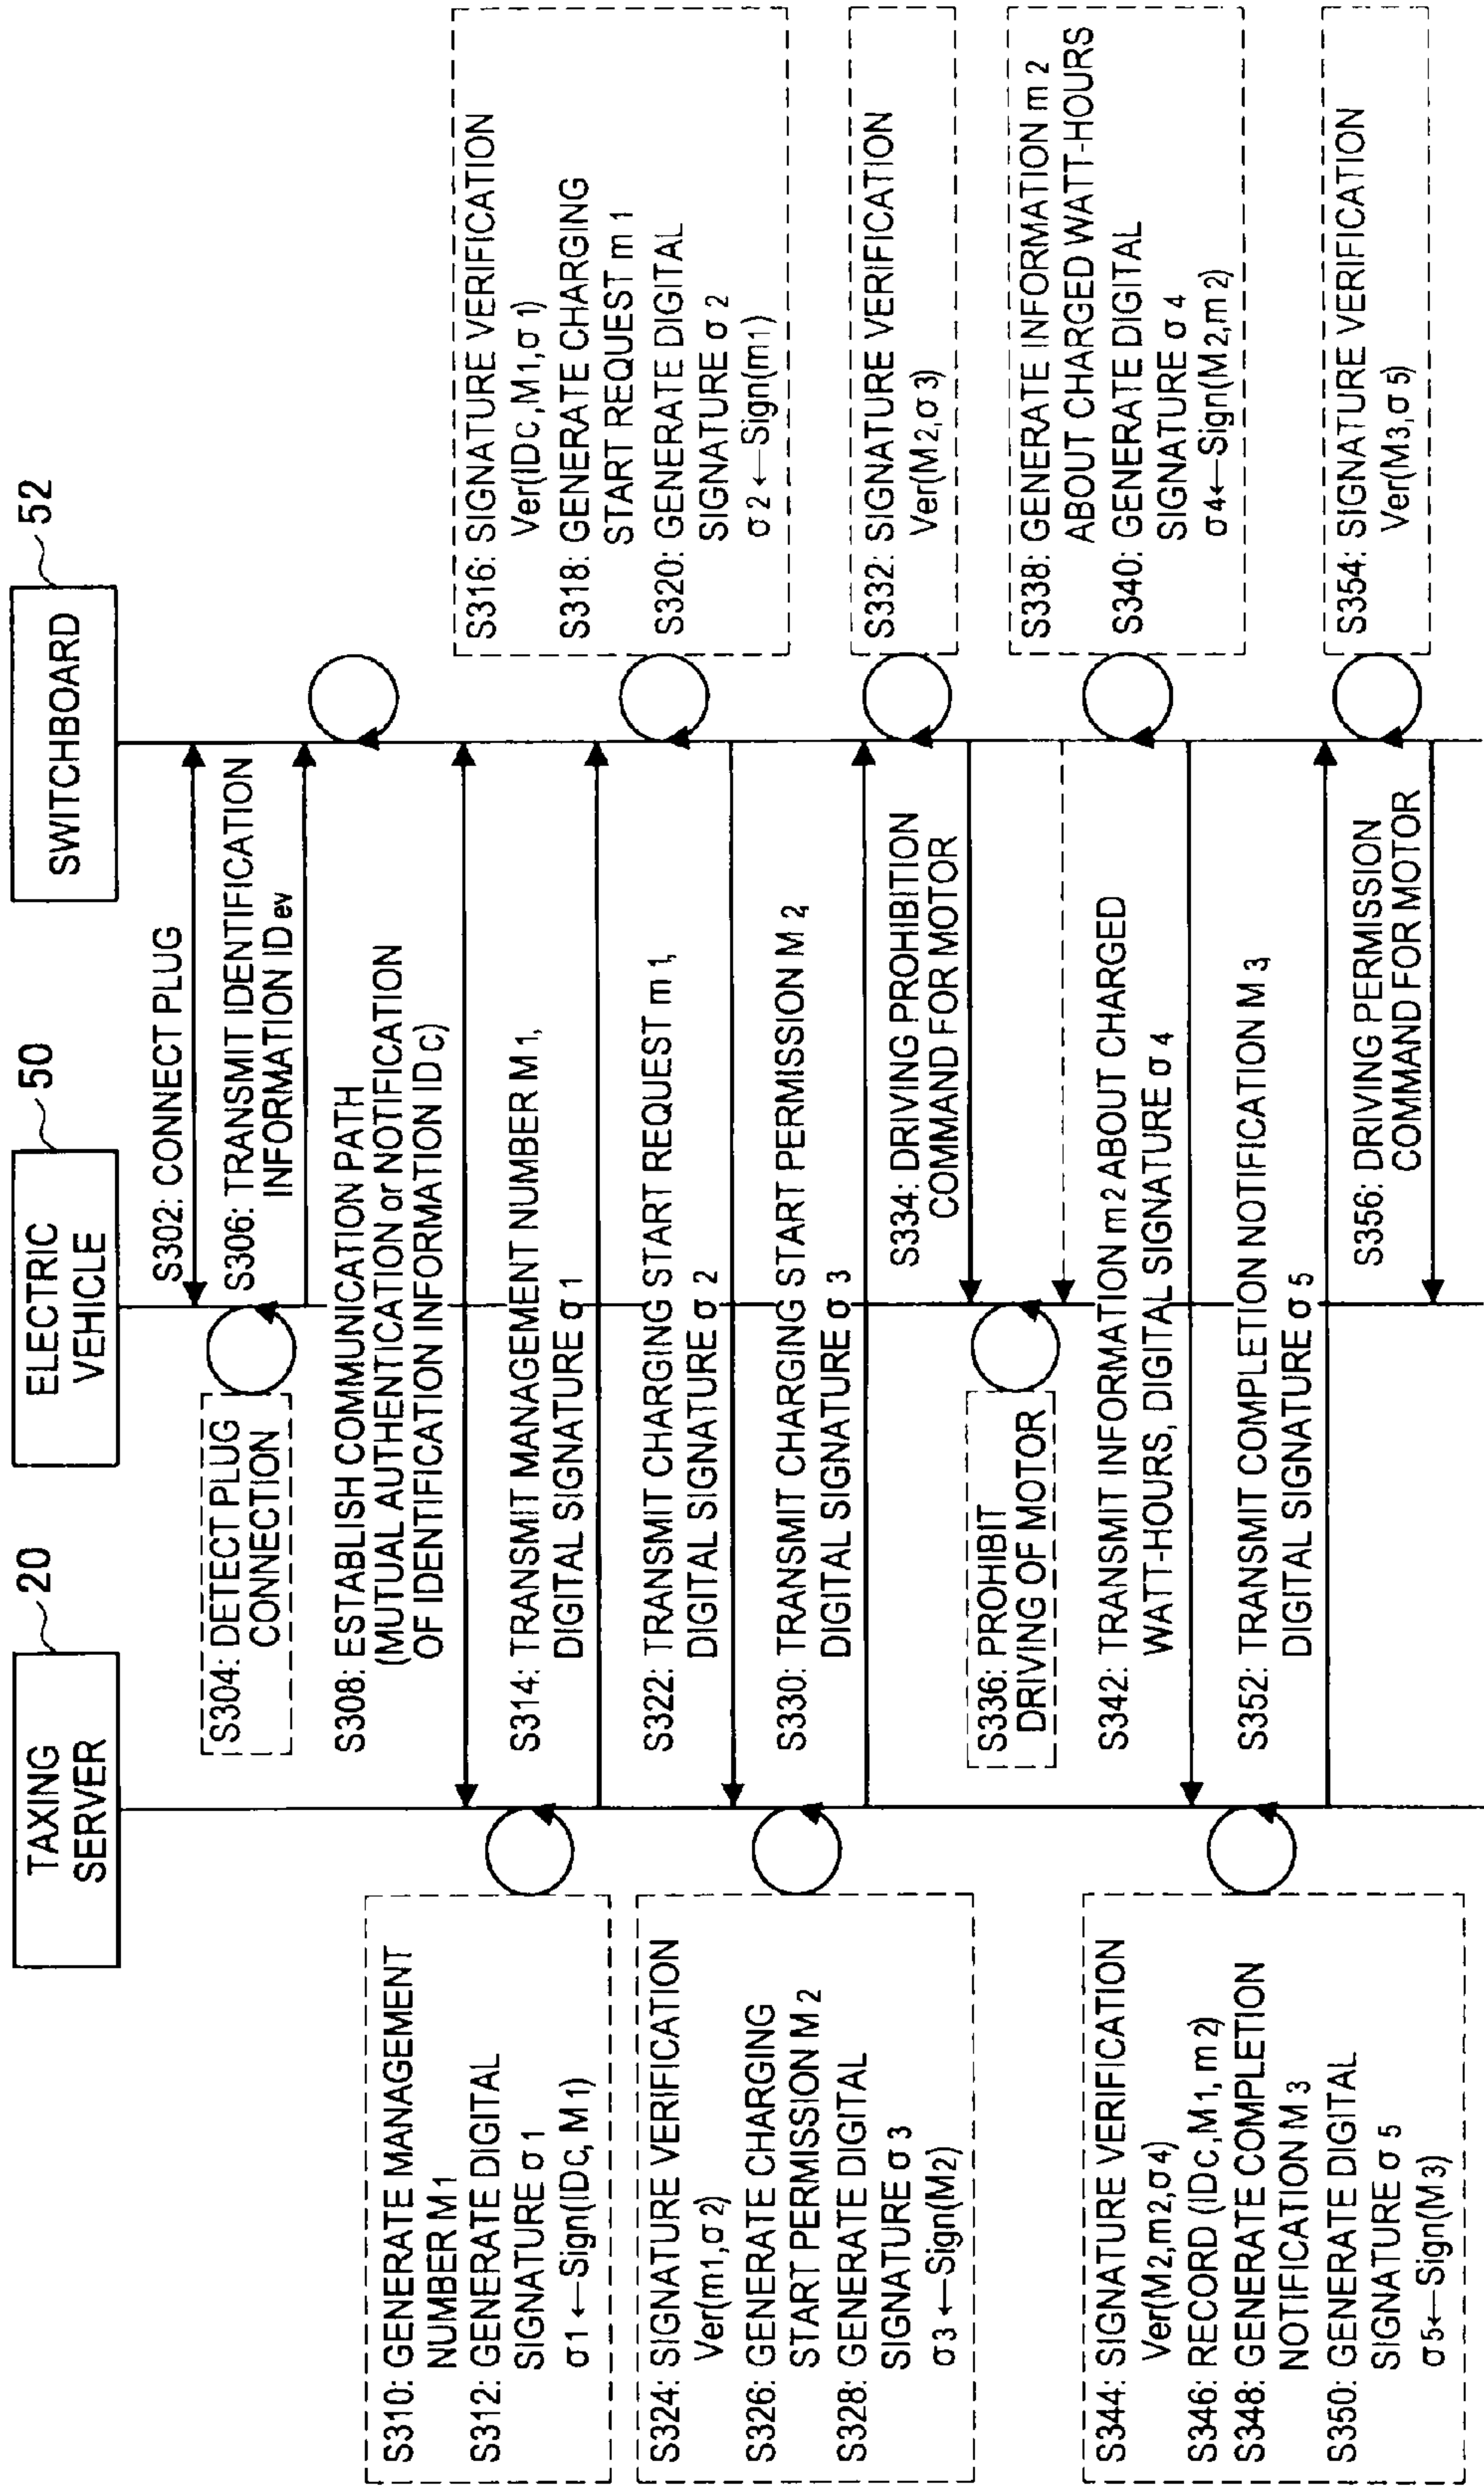 TAXING
SERVER
20
ELECTRIC
VEHICLE
50
SWITCHBOARD
52
S302: CONNECT PLUG
S304: DETECT PLUG
CONNECTION
S306: TRANSMIT IDENTIFICATION
INFORMATION IDev
S308: ESTABLISH COMMUNICATION PATH
(MUTUAL AUTHENTICATION or NOTIFICATION
OF IDENTIFICATION INFORMATION IDc)
S310: GENERATE MANAGEMENT
NUMBER M1
S312: GENERATE DIGITAL
SIGNATURE σ1
σ1←Sign(IDc, M1)
S314: TRANSMIT MANAGEMENT NUMBER M1,
DIGITAL SIGNATURE σ1
S316: SIGNATURE VERIFICATION
Ver(IDc,M1,σ1)
S318: GENERATE CHARGING
START REQUEST m1
S320: GENERATE DIGITAL
SIGNATURE σ2
σ2←Sign(m1)
S322: TRANSMIT CHARGING START REQUEST m1,
DIGITAL SIGNATURE σ2
S324: SIGNATURE VERIFICATION
Ver(m1,σ2)
S326: GENERATE CHARGING
START PERMISSION M2
S328: GENERATE DIGITAL
SIGNATURE σ3
σ3←Sign(M2)
S330: TRANSMIT CHARGING START PERMISSION M2,
DIGITAL SIGNATURE σ3
S332: SIGNATURE VERIFICATION
Ver(M2,σ3)
S334: DRIVING PROHIBITION
COMMAND FOR MOTOR
S336: PROHIBIT
DRIVING OF MOTOR
S338: GENERATE INFORMATION m2
ABOUT CHARGED WATT-HOURS
S340: GENERATE DIGITAL
SIGNATURE σ4
σ4←Sign(M2,m2)
S342: TRANSMIT INFORMATION m2 ABOUT CHARGED
WATT-HOURS, DIGITAL SIGNATURE σ4
S344: SIGNATURE VERIFICATION
Ver(M2,m2,σ4)
S346: RECORD (IDc,M1,m2)
S348: GENERATE COMPLETION
NOTIFICATION M3
S350: GENERATE DIGITAL
SIGNATURE σ5
σ5←Sign(M3)
S352: TRANSMIT COMPLETION NOTIFICATION M3,
DIGITAL SIGNATURE σ5
S354: SIGNATURE VERIFICATION
Ver(M3,σ5)
S356: DRIVING PERMISSION
COMMAND FOR MOTOR